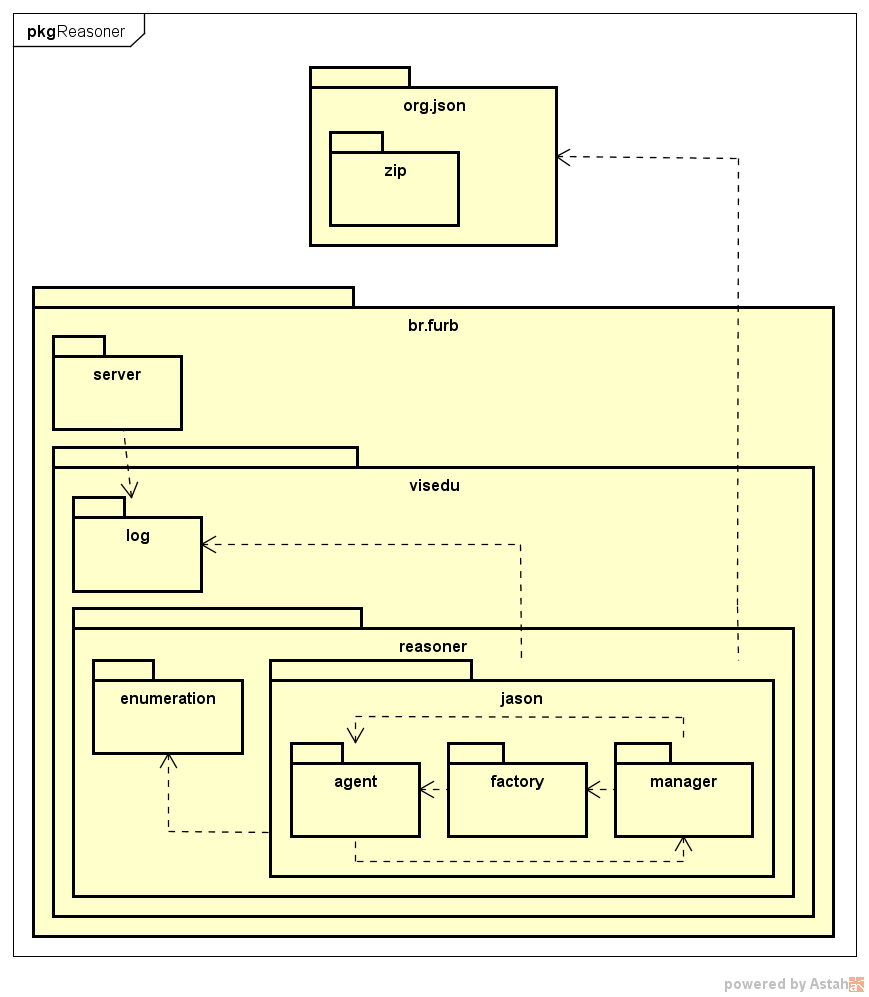 pkgReasoner
org.json
zip
br.furb
server
visedu
log
reasoner
enumeration
jason
agent
factory
manager
powered by Astah